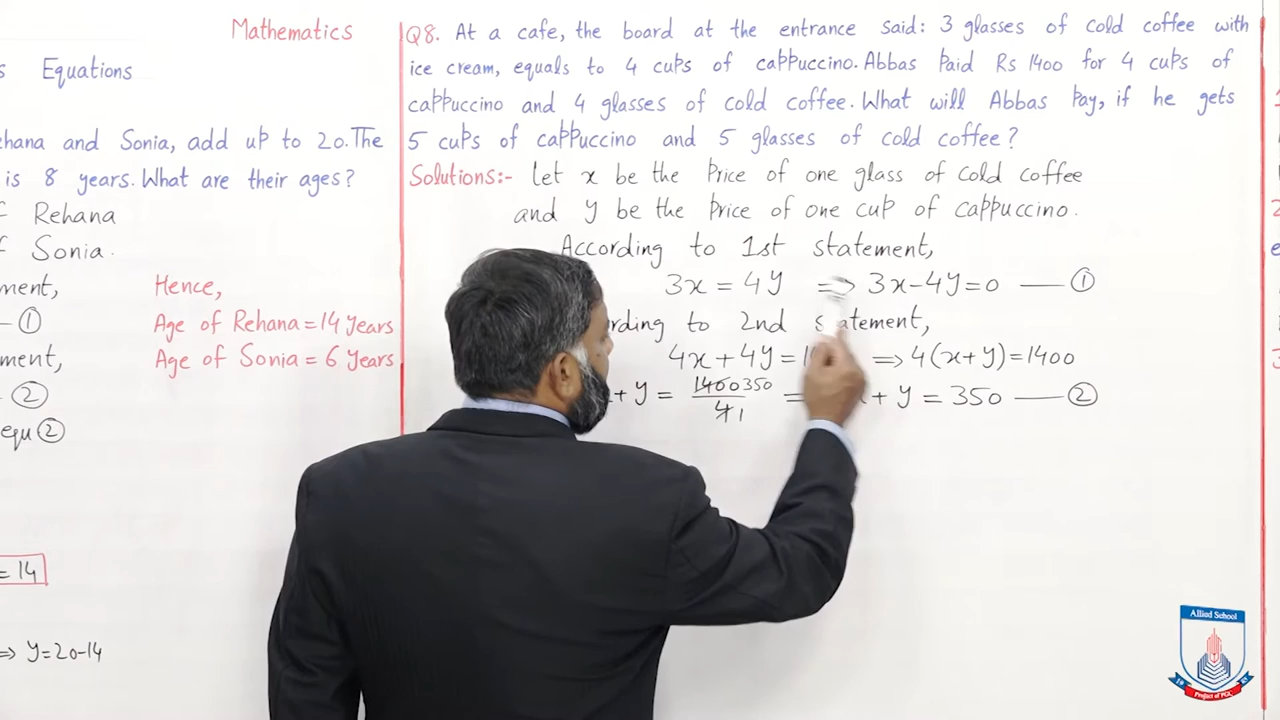 Mathematics
Equations
Rehana and Sonia, add up to 20. The
is 8 years. What are their ages?
Rehana
Sonia.
Hence,
① Age of Rehana = 14 years
Age of Sonia = 6 years
②
equ ②
= 14
⇒ y = 20-14
Q8. At a cafe, the board at the entrance said: 3 glasses of cold coffee with
ice cream, equals to 4 cups of cappuccino. Abbas paid Rs 1400 for 4 cups of
cappuccino and 4 glasses of cold coffee. What will Abbas pay, if he gets
5 cups of cappuccino and 5 glasses of cold coffee?
Solutions:- Let x be the price of one glass of cold coffee
and y be the price of one cup of cappuccino.
According to 1st statement,
3x = 4y ⇒ 3x-4y=0 — ①
to 2nd statement,
4x + 4y = ⇒ 4(x+y)=1400
+ y = 1400 350 / 4 1 = + y = 350 — ②
Allied School
Project of PGC